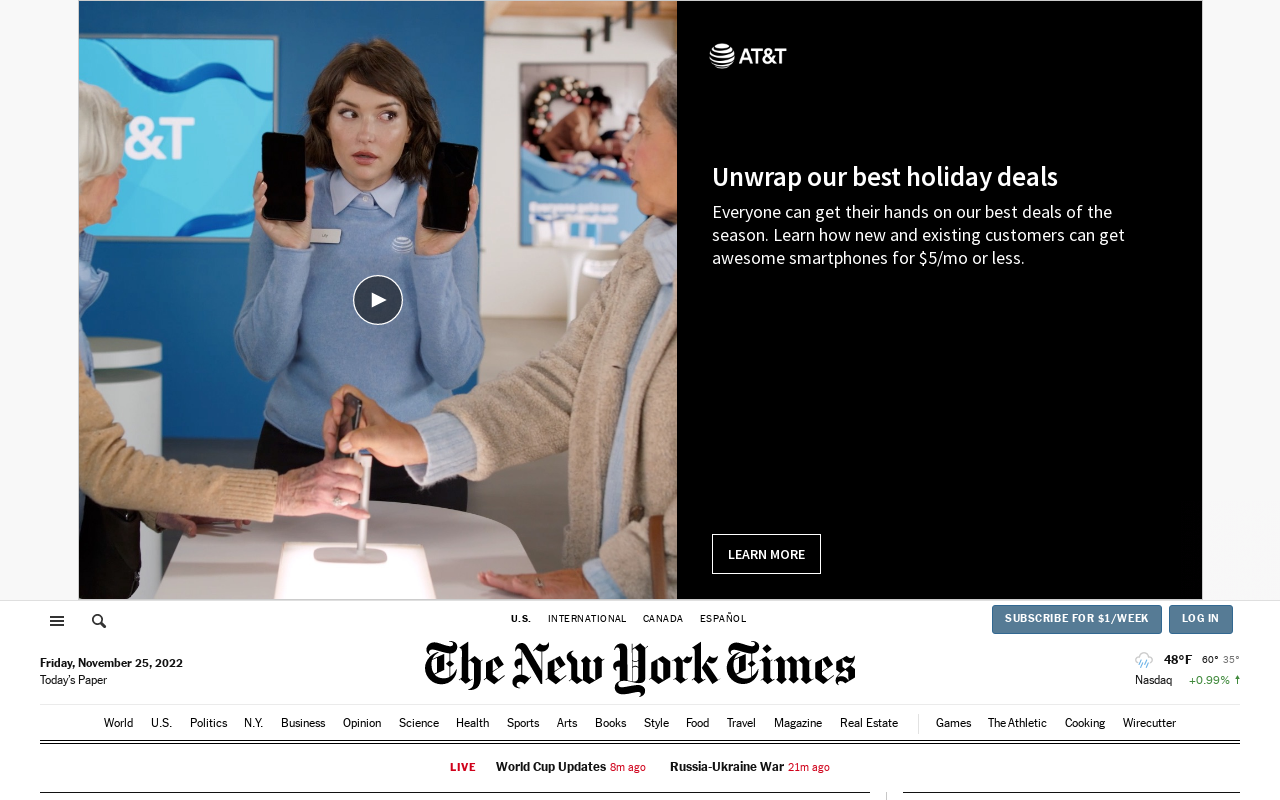 &T
AT&T
Unwrap our best holiday deals
Everyone can get their hands on our best deals of the
season. Learn how new and existing customers can get
awesome smartphones for $5/mo or less.
LEARN MORE
U.S. INTERNATIONAL CANADA ESPAÑOL
SUBSCRIBE FOR $1/WEEK LOG IN
Friday, November 25, 2022
Today's Paper
The New York Times
48°F 60° 35°
Nasdaq +0.99% ↑
World U.S. Politics N.Y. Business Opinion Science Health Sports Arts Books Style Food Travel Magazine Real Estate Games The Athletic Cooking Wirecutter
LIVE World Cup Updates 8m ago Russia-Ukraine War 21m ago